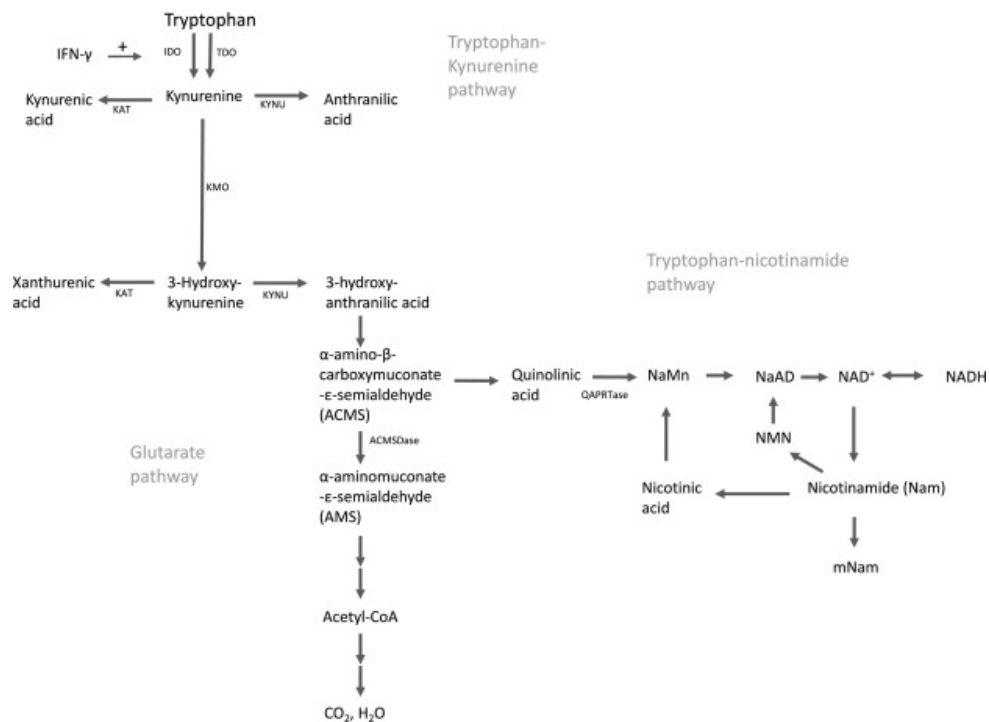 Tryptophan
IFN-γ
+
IDO
TDO
Tryptophan-
Kynurenine
pathway
Kynurenic
acid
KAT
Kynurenine
KYNU
Anthranilic
acid
KMO
Xanthurenic
acid
KAT
3-Hydroxy-
kynurenine
KYNU
3-hydroxy-
anthranilic acid
Tryptophan-nicotinamide
pathway
α-amino-β-
carboxymuconate
-ε-semialdehyde
(ACMS)
Quinolinic
acid
QAPRTase
NaMn
NaAD
NAD⁺
NADH
ACMSDase
NMN
Glutarate
pathway
α-aminomuconate
-ε-semialdehyde
(AMS)
Nicotinic
acid
Nicotinamide (Nam)
mNam
Acetyl-CoA
CO₂, H₂O